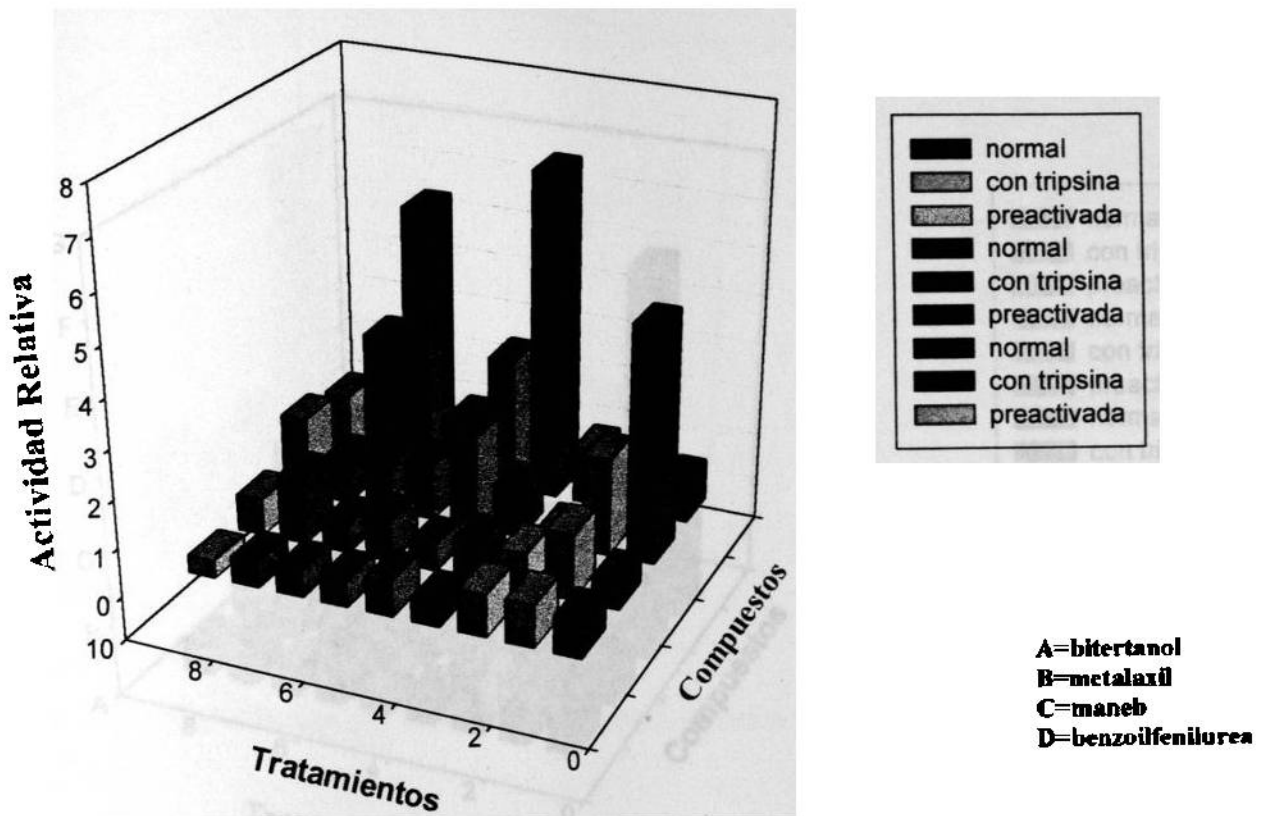 8
7
6
5
4
3
2
1
0
Actividad Relativa
10
8
6
4
2
0
Tratamientos
Compuestos
normal
con tripsina
preactivada
normal
con tripsina
preactivada
normal
con tripsina
preactivada
A=bitertanol
B=metalaxil
C=maneb
D=benzoilfenilurea